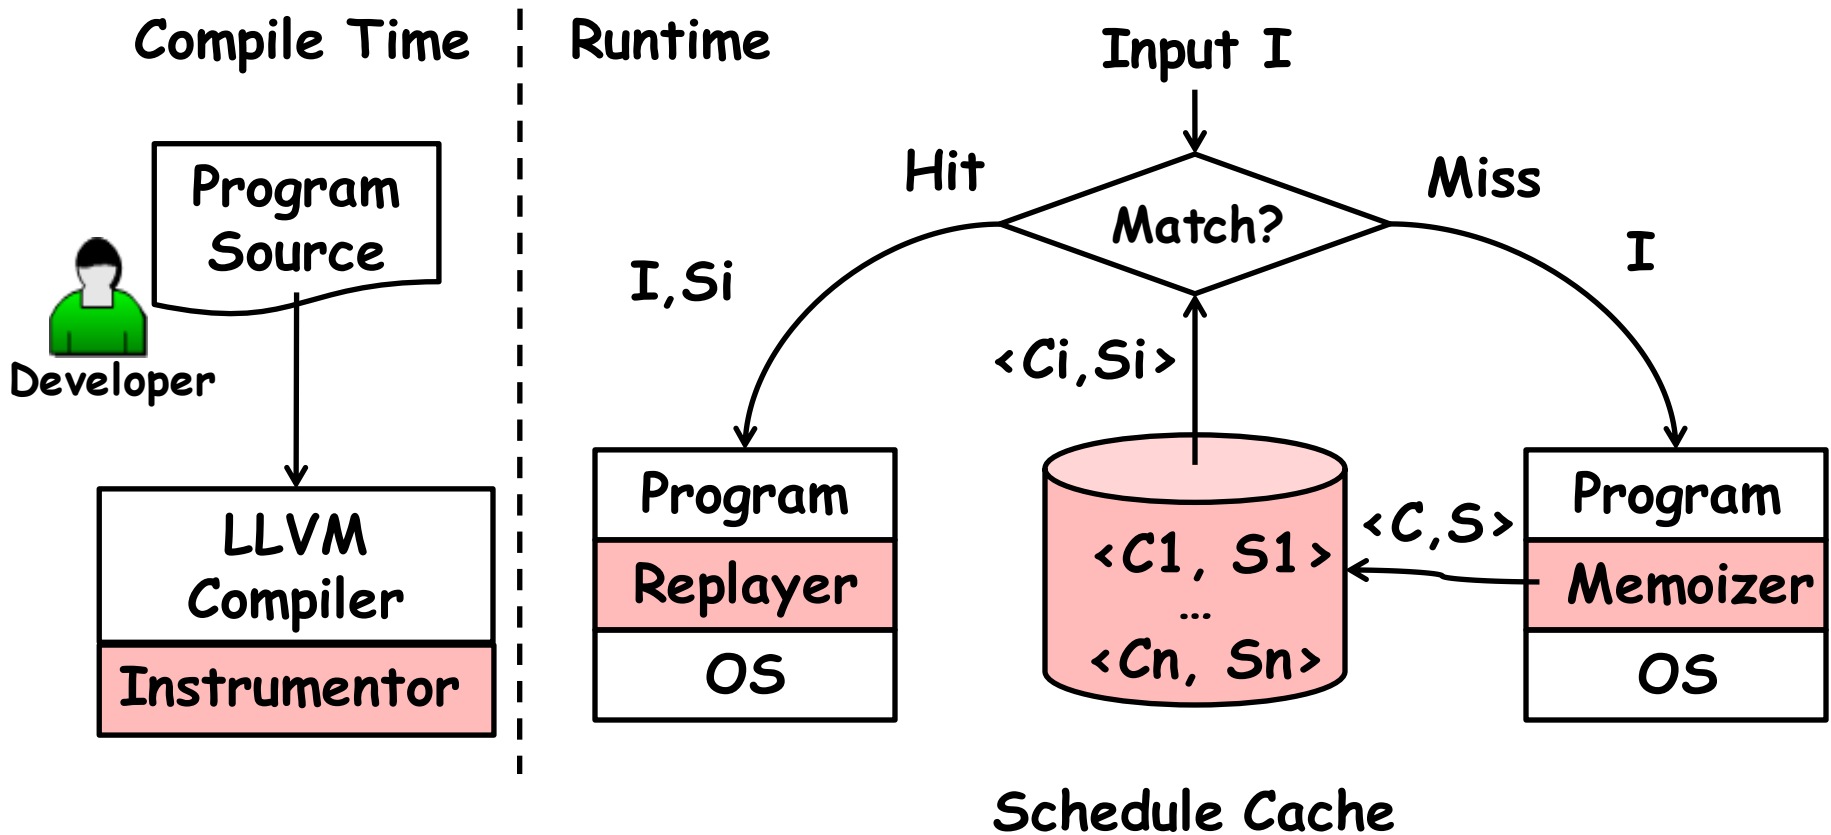 Compile Time
Program
Source
Developer
LLVM
Compiler
Instrumentor
Runtime
Input I
Hit
Match?
Miss
I,Si
I
<Ci,Si>
Program
Replayer
OS
<C1, S1>
...
<Cn, Sn>
<C,S>
Program
Memoizer
OS
Schedule Cache